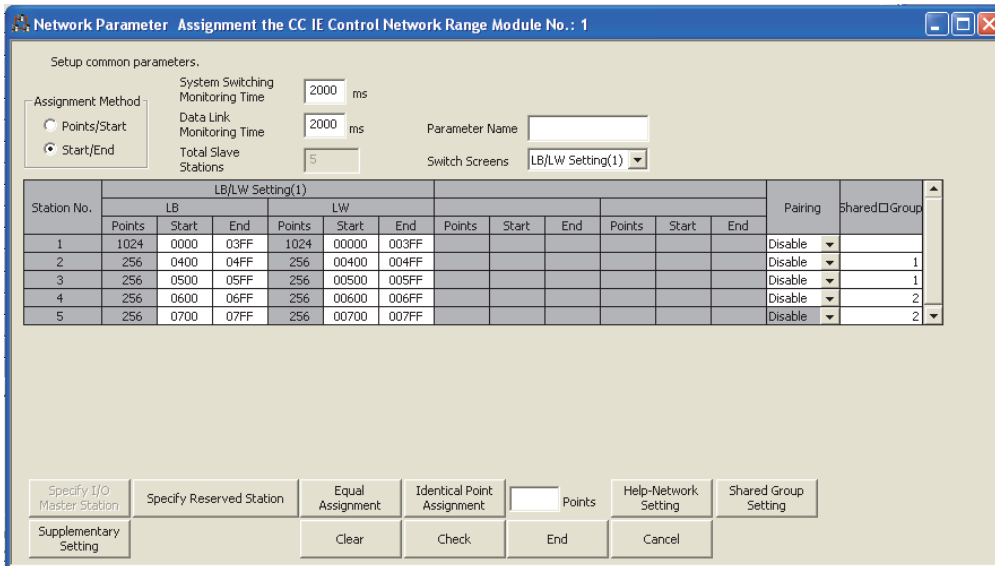 Network Parameter Assignment the CC IE Control Network Range Module No.: 1
Setup common parameters.
Assignment Method
Points/Start
Start/End
System Switching
Monitoring Time
2000 ms
Data Link
Monitoring Time
2000 ms
Total Slave
Stations
5
Parameter Name
Switch Screens LB/LW Setting(1)
Station No. LB/LW Setting(1) Pairing Shared□Group
LB LW
Points Start End Points Start End Points Start End Points Start End
1 1024 0000 03FF 1024 00000 003FF Disable
2 256 0400 04FF 256 00400 004FF Disable 1
3 256 0500 05FF 256 00500 005FF Disable 1
4 256 0600 06FF 256 00600 006FF Disable 2
5 256 0700 07FF 256 00700 007FF Disable 2
Specify I/O
Master Station
Specify Reserved Station
Equal
Assignment
Identical Point
Assignment
Points
Help-Network
Setting
Shared Group
Setting
Supplementary
Setting
Clear
Check
End
Cancel